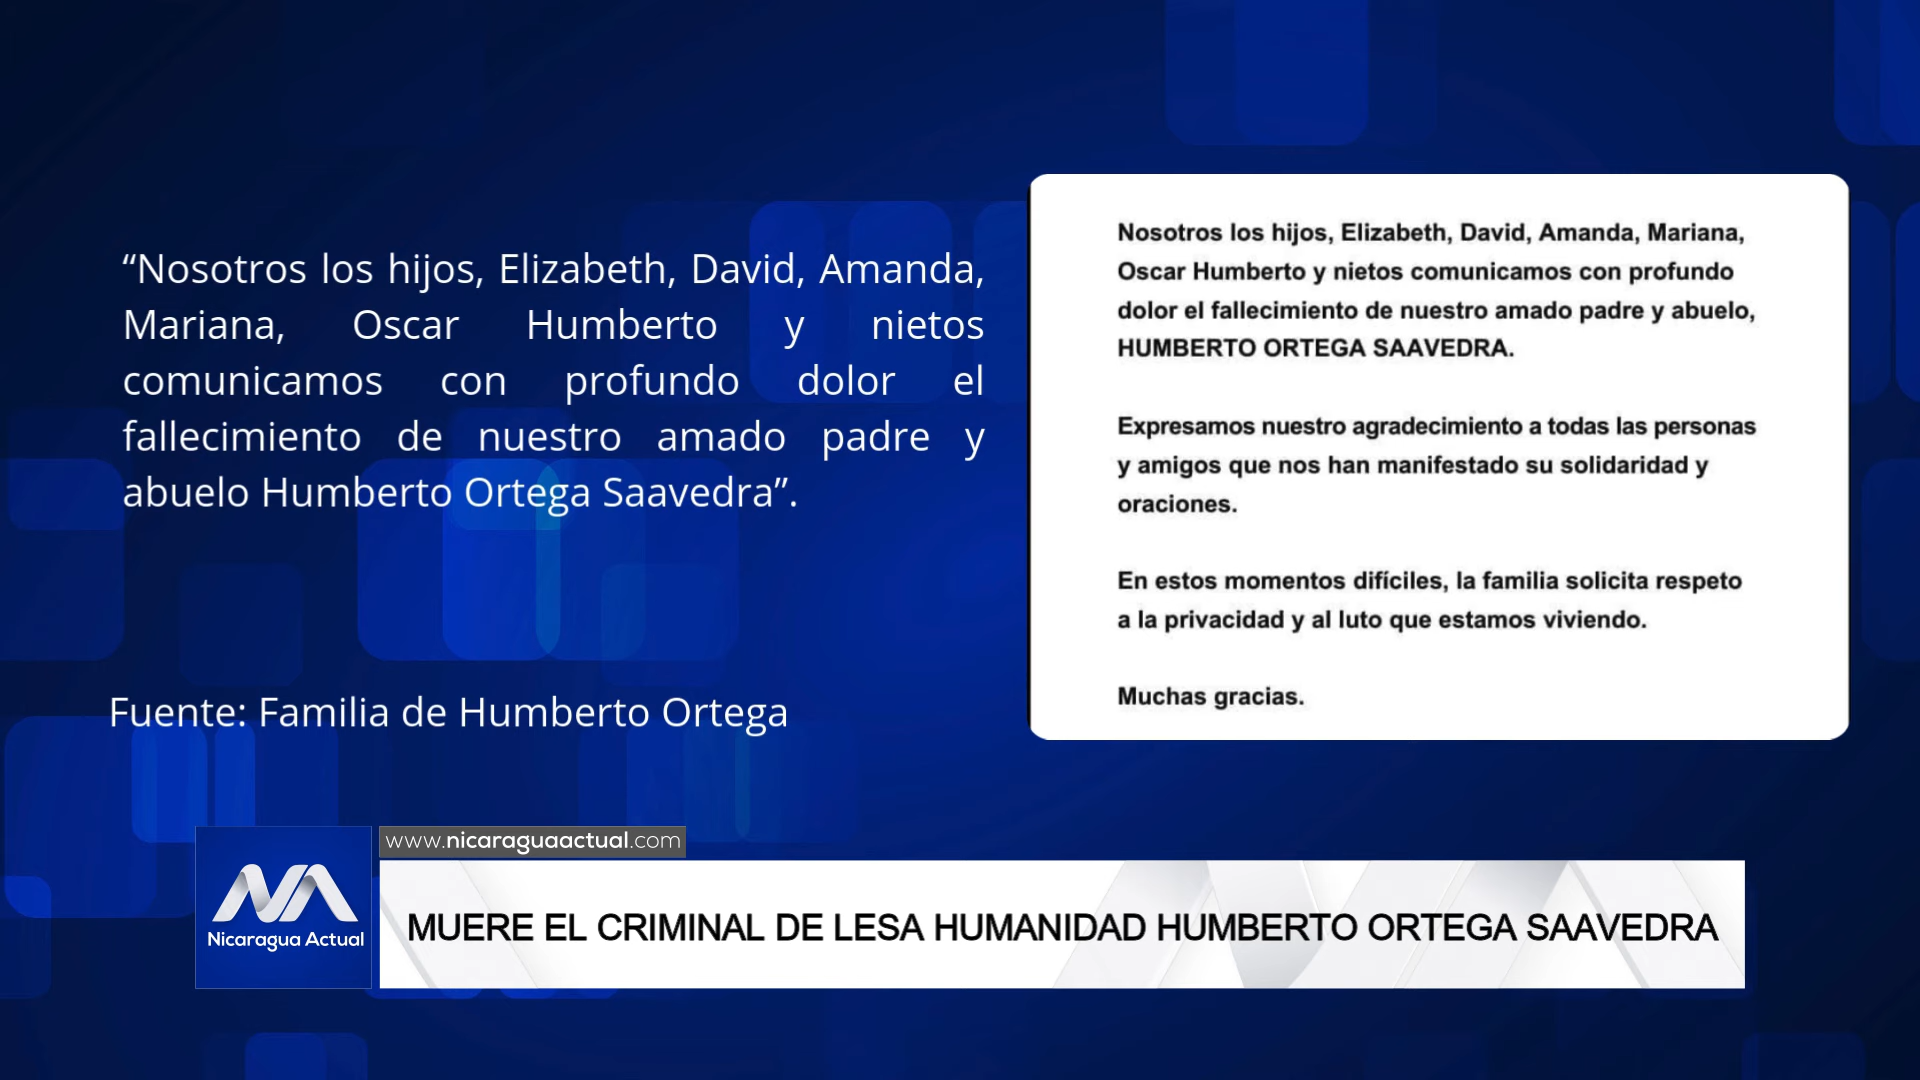 “Nosotros los hijos, Elizabeth, David, Amanda,
Mariana, Oscar Humberto y nietos
comunicamos con profundo dolor el
fallecimiento de nuestro amado padre y
abuelo Humberto Ortega Saavedra”.
Fuente: Familia de Humberto Ortega
Nosotros los hijos, Elizabeth, David, Amanda, Mariana,
Oscar Humberto y nietos comunicamos con profundo
dolor el fallecimiento de nuestro amado padre y abuelo,
HUMBERTO ORTEGA SAAVEDRA.
Expresamos nuestro agradecimiento a todas las personas
y amigos que nos han manifestado su solidaridad y
oraciones.
En estos momentos difíciles, la familia solicita respeto
a la privacidad y al luto que estamos viviendo.
Muchas gracias.
www.nicaraguaactual.com
Nicaragua Actual
MUERE EL CRIMINAL DE LESA HUMANIDAD HUMBERTO ORTEGA SAAVEDRA